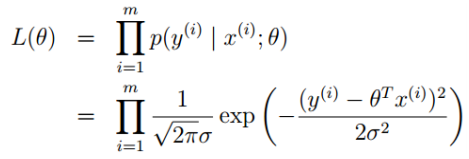 L(θ) = ∏_{i=1}^{m} p(y^{(i)} | x^{(i)}; θ)
= ∏_{i=1}^{m} \frac{1}{\sqrt{2π}σ} exp(−\frac{(y^{(i)} − θ^T x^{(i)})^2}{2σ^2})